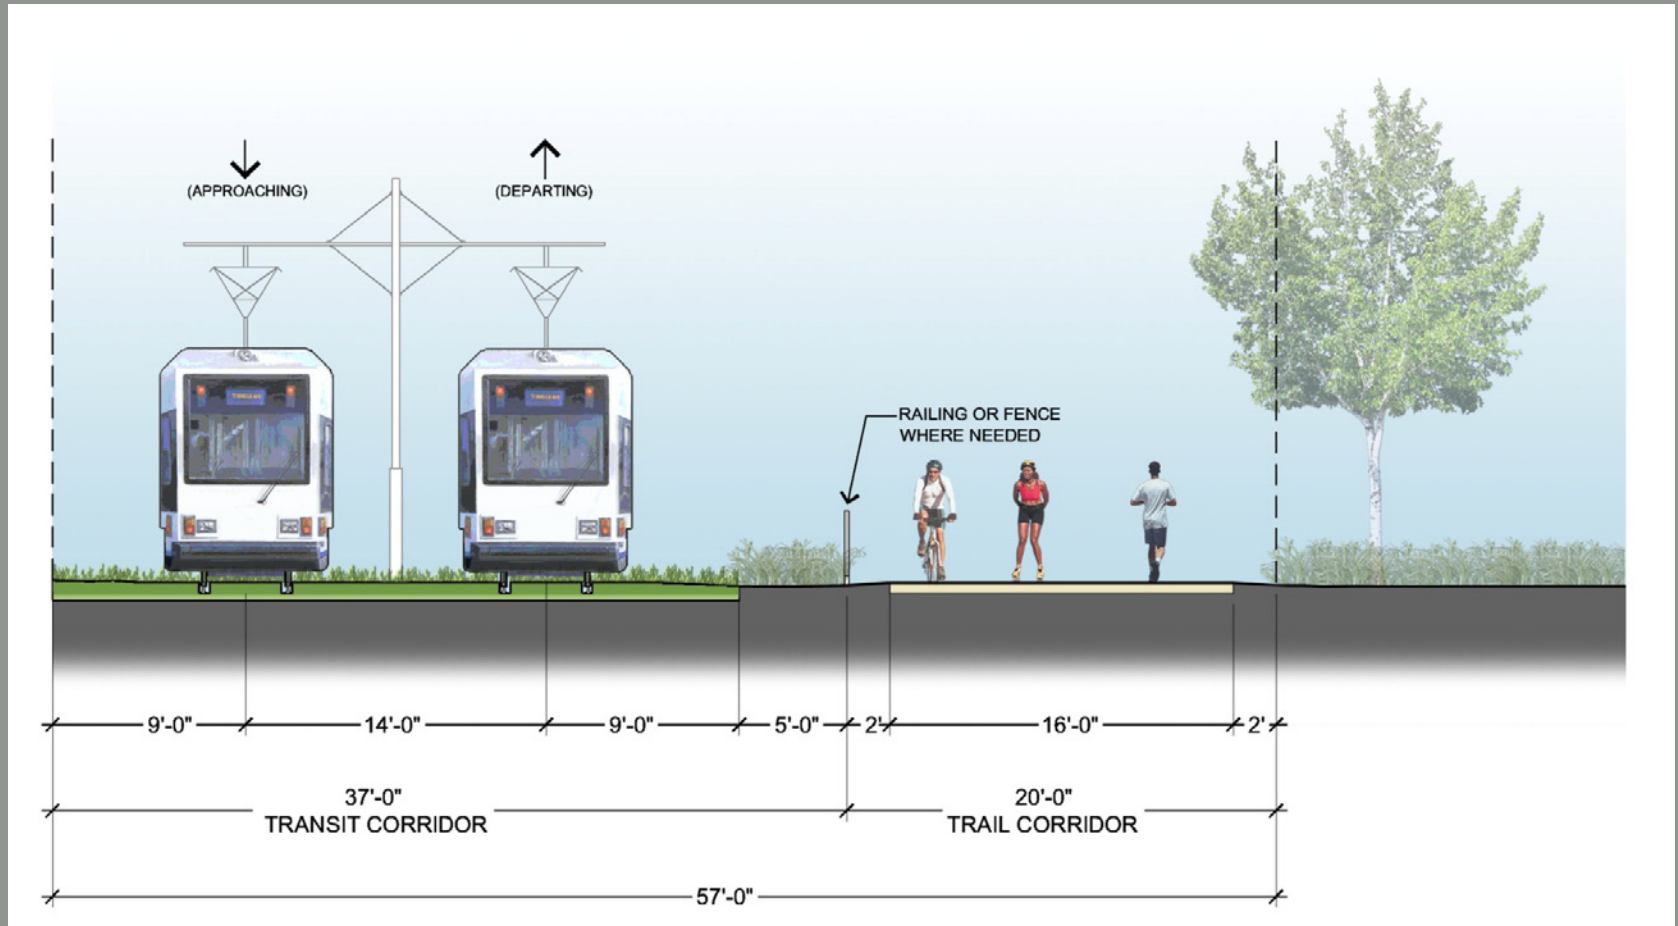 (APPROACHING)
(DEPARTING)
RAILING OR FENCE
WHERE NEEDED
9'-0"
14'-0"
9'-0"
5'-0"
2'
16'-0"
2'
37'-0"
TRANSIT CORRIDOR
20'-0"
TRAIL CORRIDOR
57'-0"